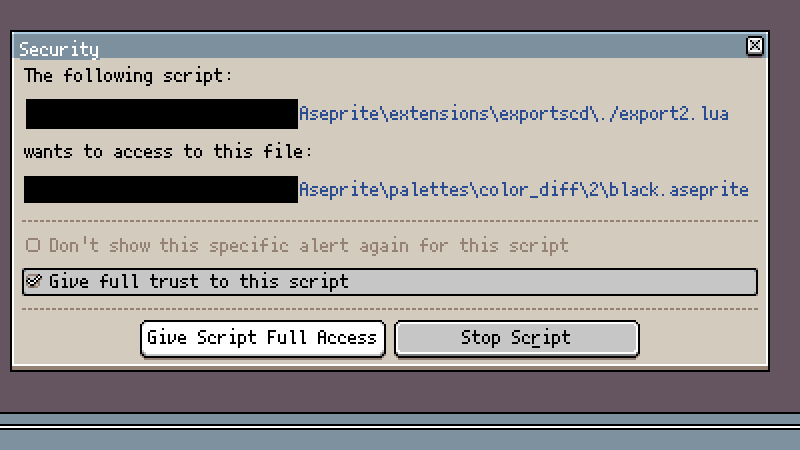 Security
The following script:
Aseprite\extensions\exportscd\./export2.lua
wants to access to this file:
Aseprite\palettes\color_diff\2\black.aseprite
Don't show this specific alert again for this script
Give full trust to this script
Give Script Full Access
Stop Script